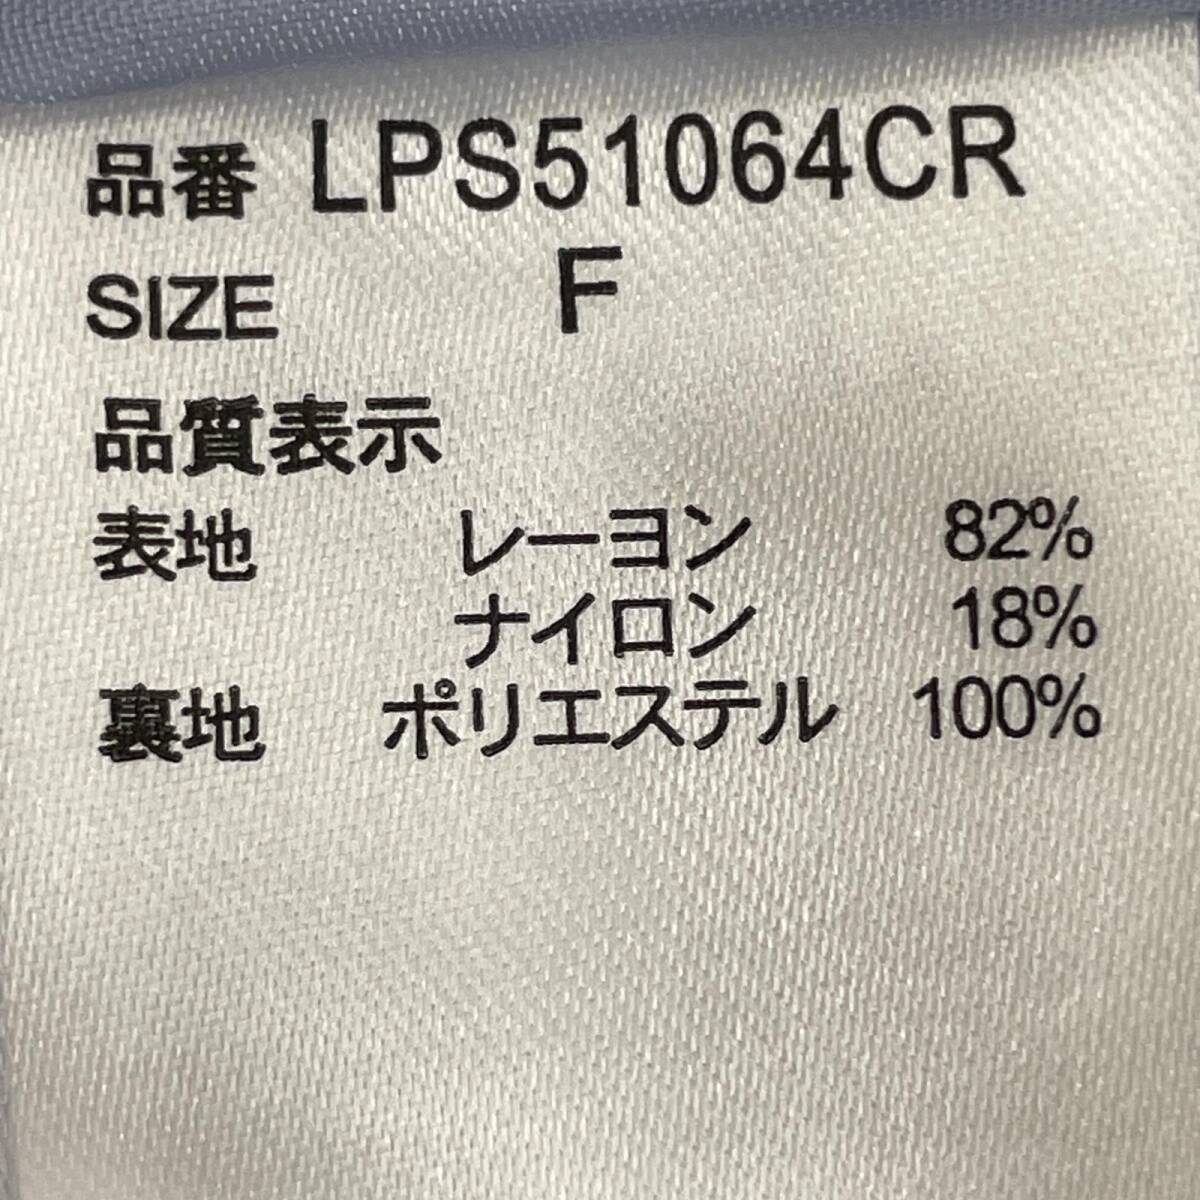 品番 LPS51064CR
SIZE F
品質表示
表地 レーヨン 82%
ナイロン 18%
裏地 ポリエステル 100%